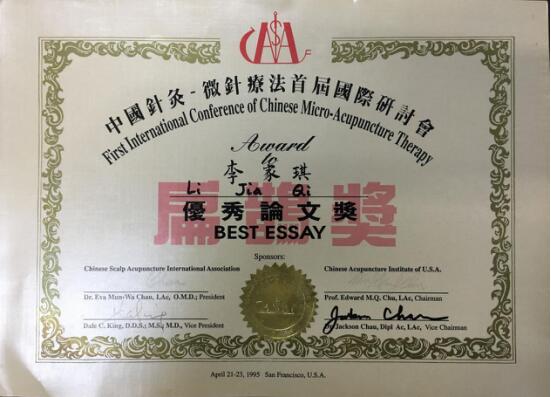 中國針灸-微針療法首屆國際研討會
First International Conference of Chinese Micro-Acupuncture Therapy
Award
to
李家琪
Li Jia Qi
扁鵲獎
優秀論文獎
BEST ESSAY
Sponsors:
Chinese Scalp Acupuncture International Association
Chinese Acupuncture Institute of U.S.A.
Dr. Eva Mun-Wa Chau, LAc, O.M.D.; President
Prof. Edward M.Q. Chu, LAc, Chairman
Dale C. King, D.D.S.; M.S.; M.D., Vice President
Dr Jackson Chau, Dipl Ac, LAc, Vice Chairman
April 21-23, 1995 San Francisco, U.S.A.